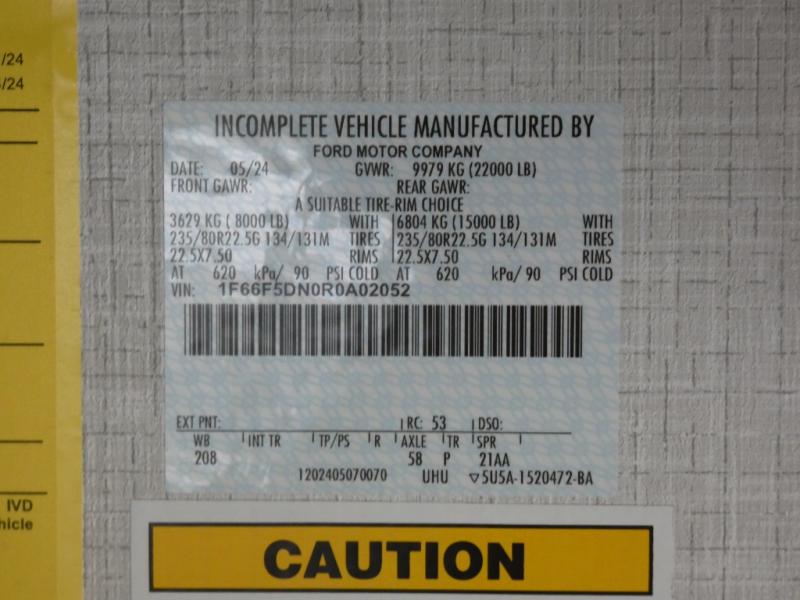 /24
/24
INCOMPLETE VEHICLE MANUFACTURED BY
FORD MOTOR COMPANY
DATE: 05/24 GVWR: 9979 KG (22000 LB)
FRONT GAWR: REAR GAWR:
A SUITABLE TIRE-RIM CHOICE
3629 KG ( 8000 LB) WITH 6804 KG (15000 LB) WITH
235/80R22.5G 134/131M TIRES 235/80R22.5G 134/131M TIRES
22.5X7.50 RIMS 22.5X7.50 RIMS
AT 620 kPa/ 90 PSI COLD AT 620 kPa/ 90 PSI COLD
VIN: 1F66F5DN0R0A02052
EXT PNT: RC: 53 DSO:
WB INT TR TP/PS R AXLE TR SPR
208 58 P 21AA
1202405070070 UHU ▽5U5A-1520472-BA
IVD
hicle
CAUTION